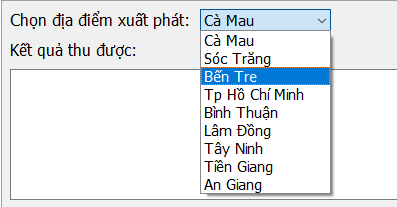 Chọn địa điểm xuất phát: Cà Mau
Kết quả thu được:
Cà Mau
Sóc Trăng
Bến Tre
Tp Hồ Chí Minh
Bình Thuận
Lâm Đồng
Tây Ninh
Tiền Giang
An Giang